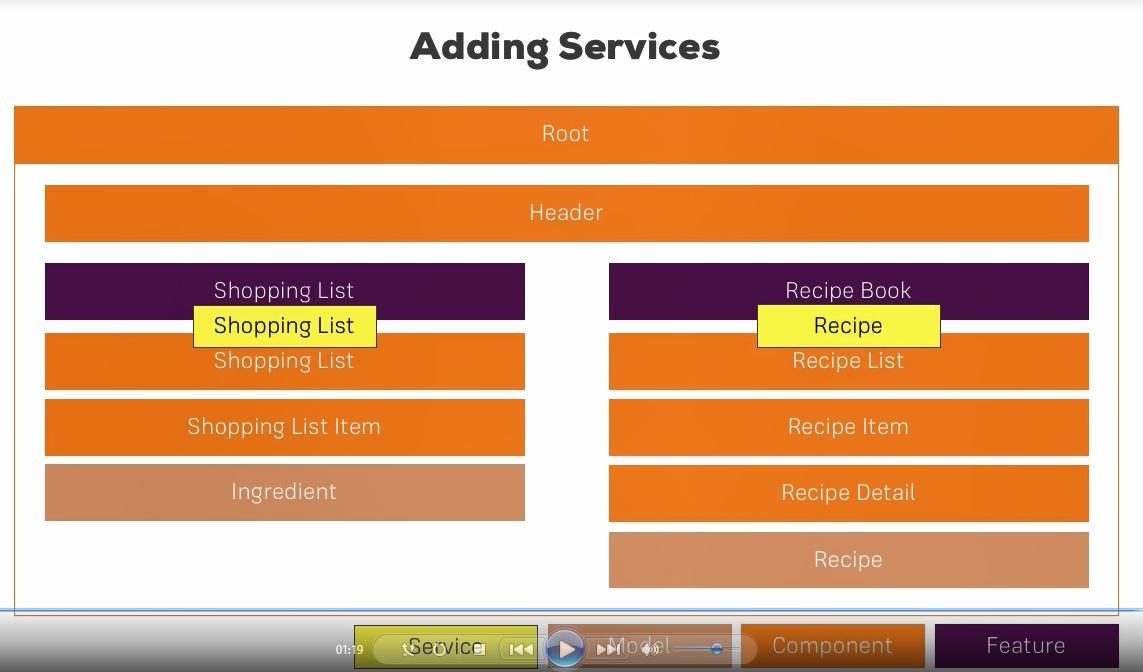 Adding Services
Root
Header
Shopping List
Shopping List
Shopping List
Shopping List Item
Ingredient
Recipe Book
Recipe
Recipe List
Recipe Item
Recipe Detail
Recipe
01:19
Service
Model
Component
Feature